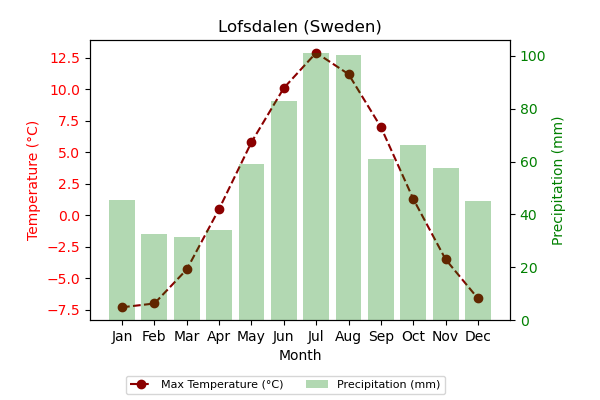 Lofsdalen (Sweden)
Temperature (°C)
12.5
10.0
7.5
5.0
2.5
0.0
−2.5
−5.0
−7.5
100
80
60
40
20
0
Precipitation (mm)
Jan Feb Mar Apr May Jun Jul Aug Sep Oct Nov Dec
Month
Max Temperature (°C) Precipitation (mm)